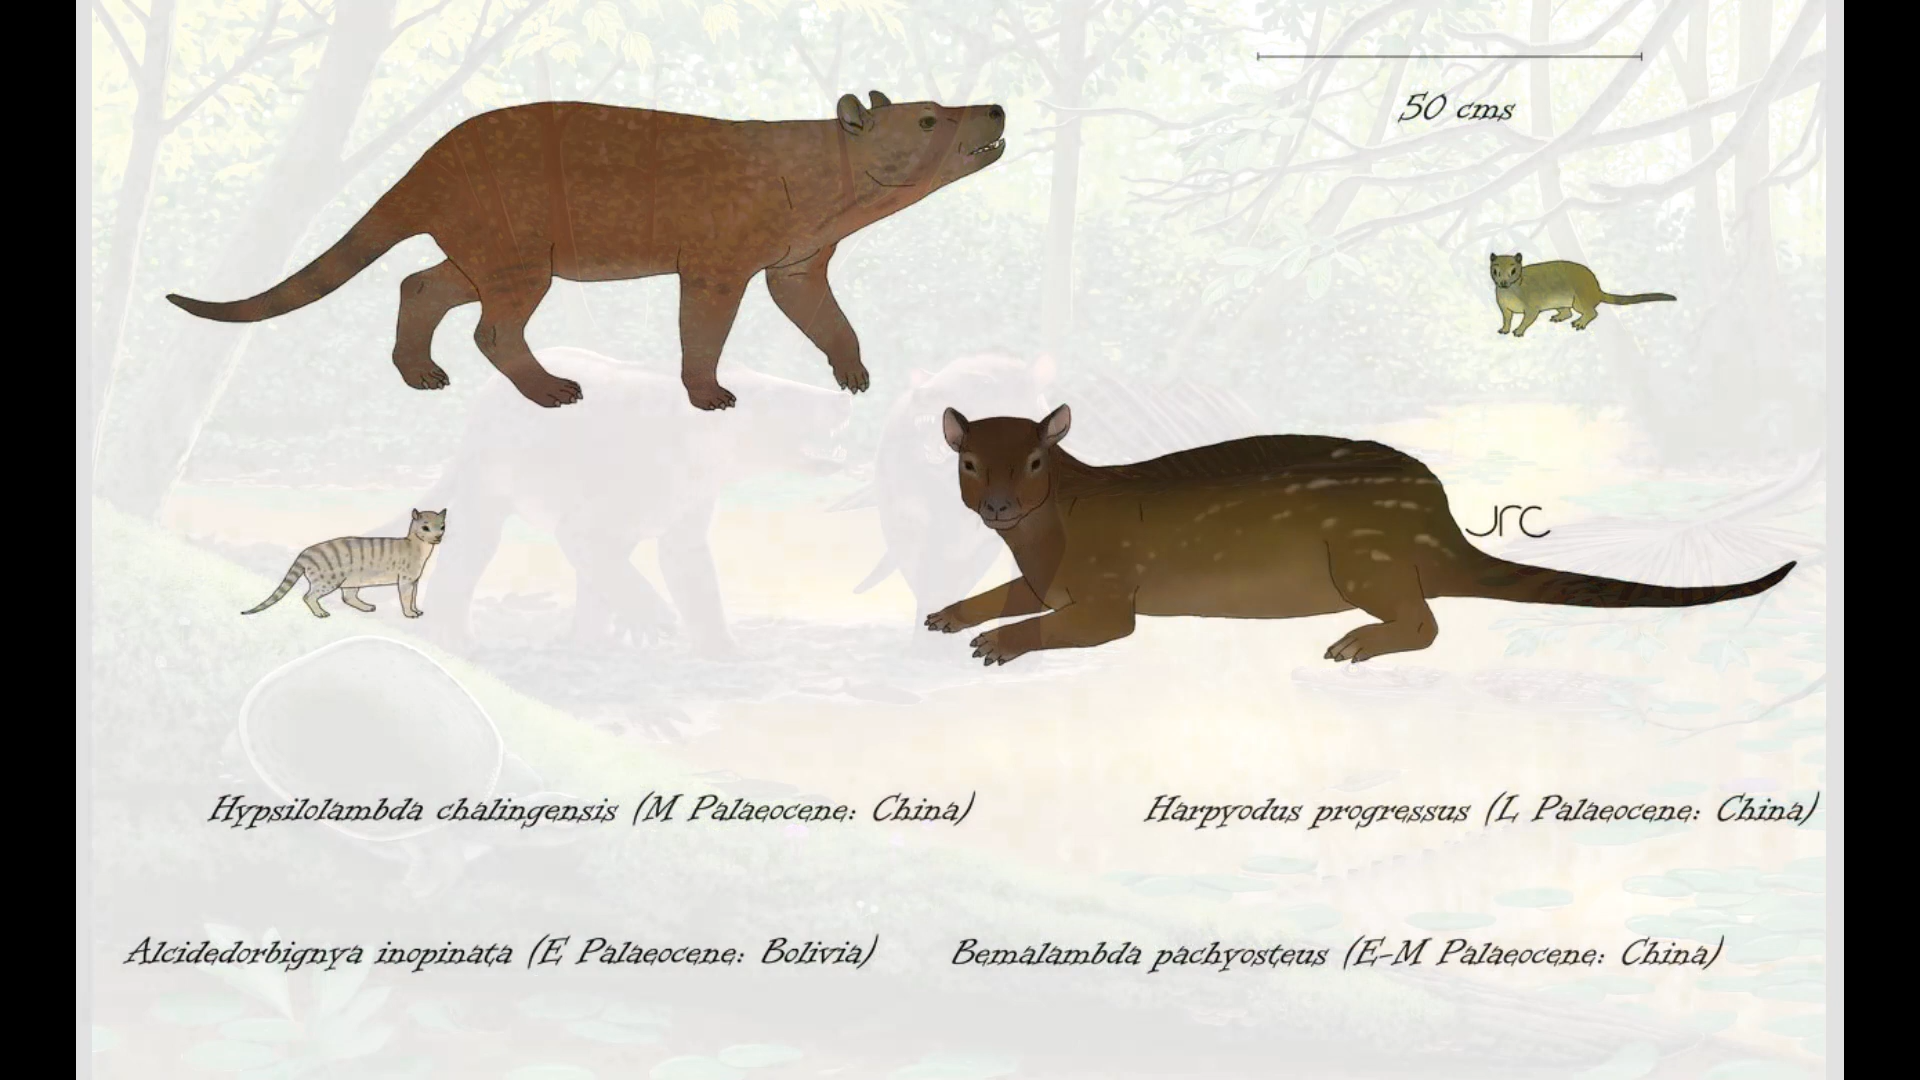 50 cms
JrC
Hypsilolambda chalingensis (M Palaeocene: China)
Harpyodus progressus (L Palaeocene: China)
Alcidedorbignya inopinata (E Palaeocene: Bolivia)
Bemalambda pachyosteus (E-M Palaeocene: China)